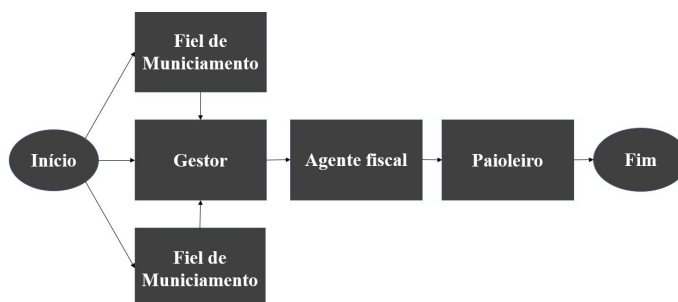 Fiel de
Municiamento
Início
Gestor
Agente fiscal
Paioleiro
Fim
Fiel de
Municiamento